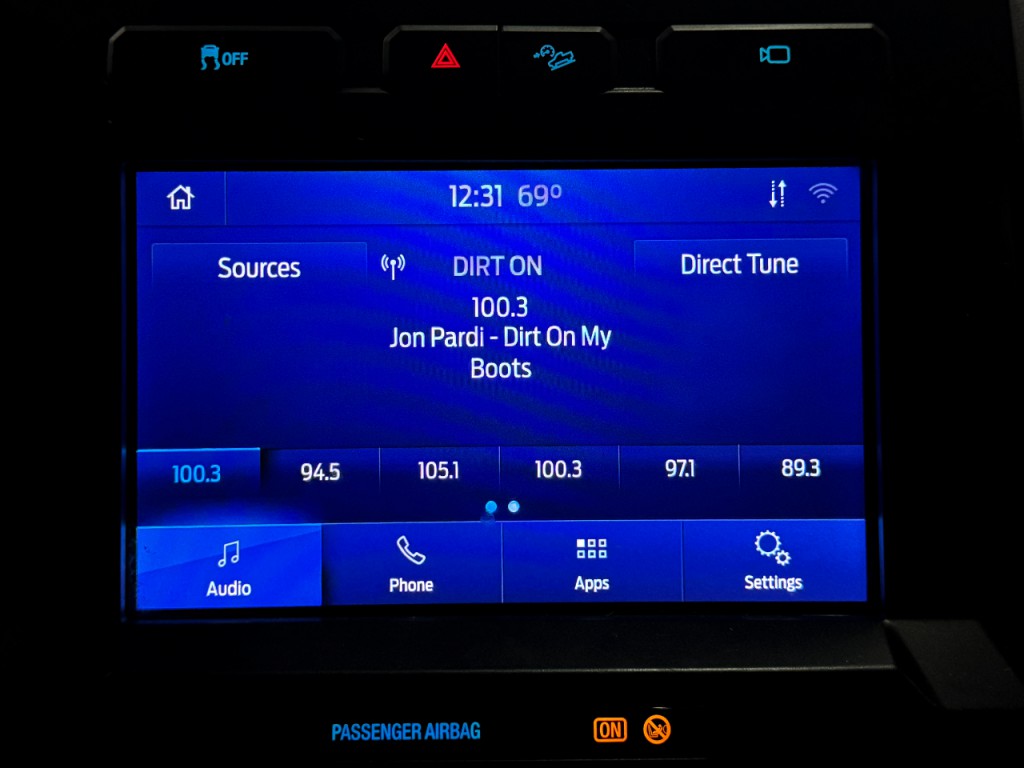 OFF
12:31 69°
Sources
DIRT ON
Direct Tune
100.3
Jon Pardi - Dirt On My
Boots
100.3 94.5 105.1 100.3 97.1 89.3
Audio Phone Apps Settings
PASSENGER AIRBAG ON